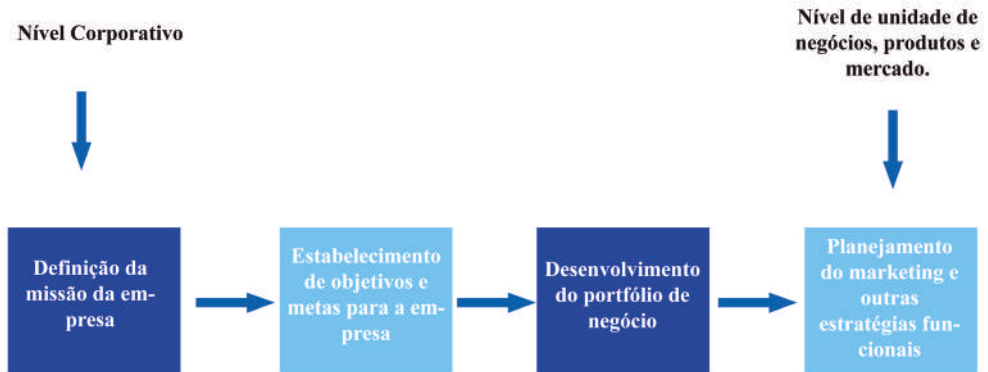 Nível Corporativo
Nível de unidade de
negócios, produtos e
mercado.
Definição da
missão da em-
presa
Estabelecimento
de objetivos e
metas para a em-
presa
Desenvolvimento
do portfólio de
negócio
Planejamento
do marketing e
outras
estratégias fun-
cionais